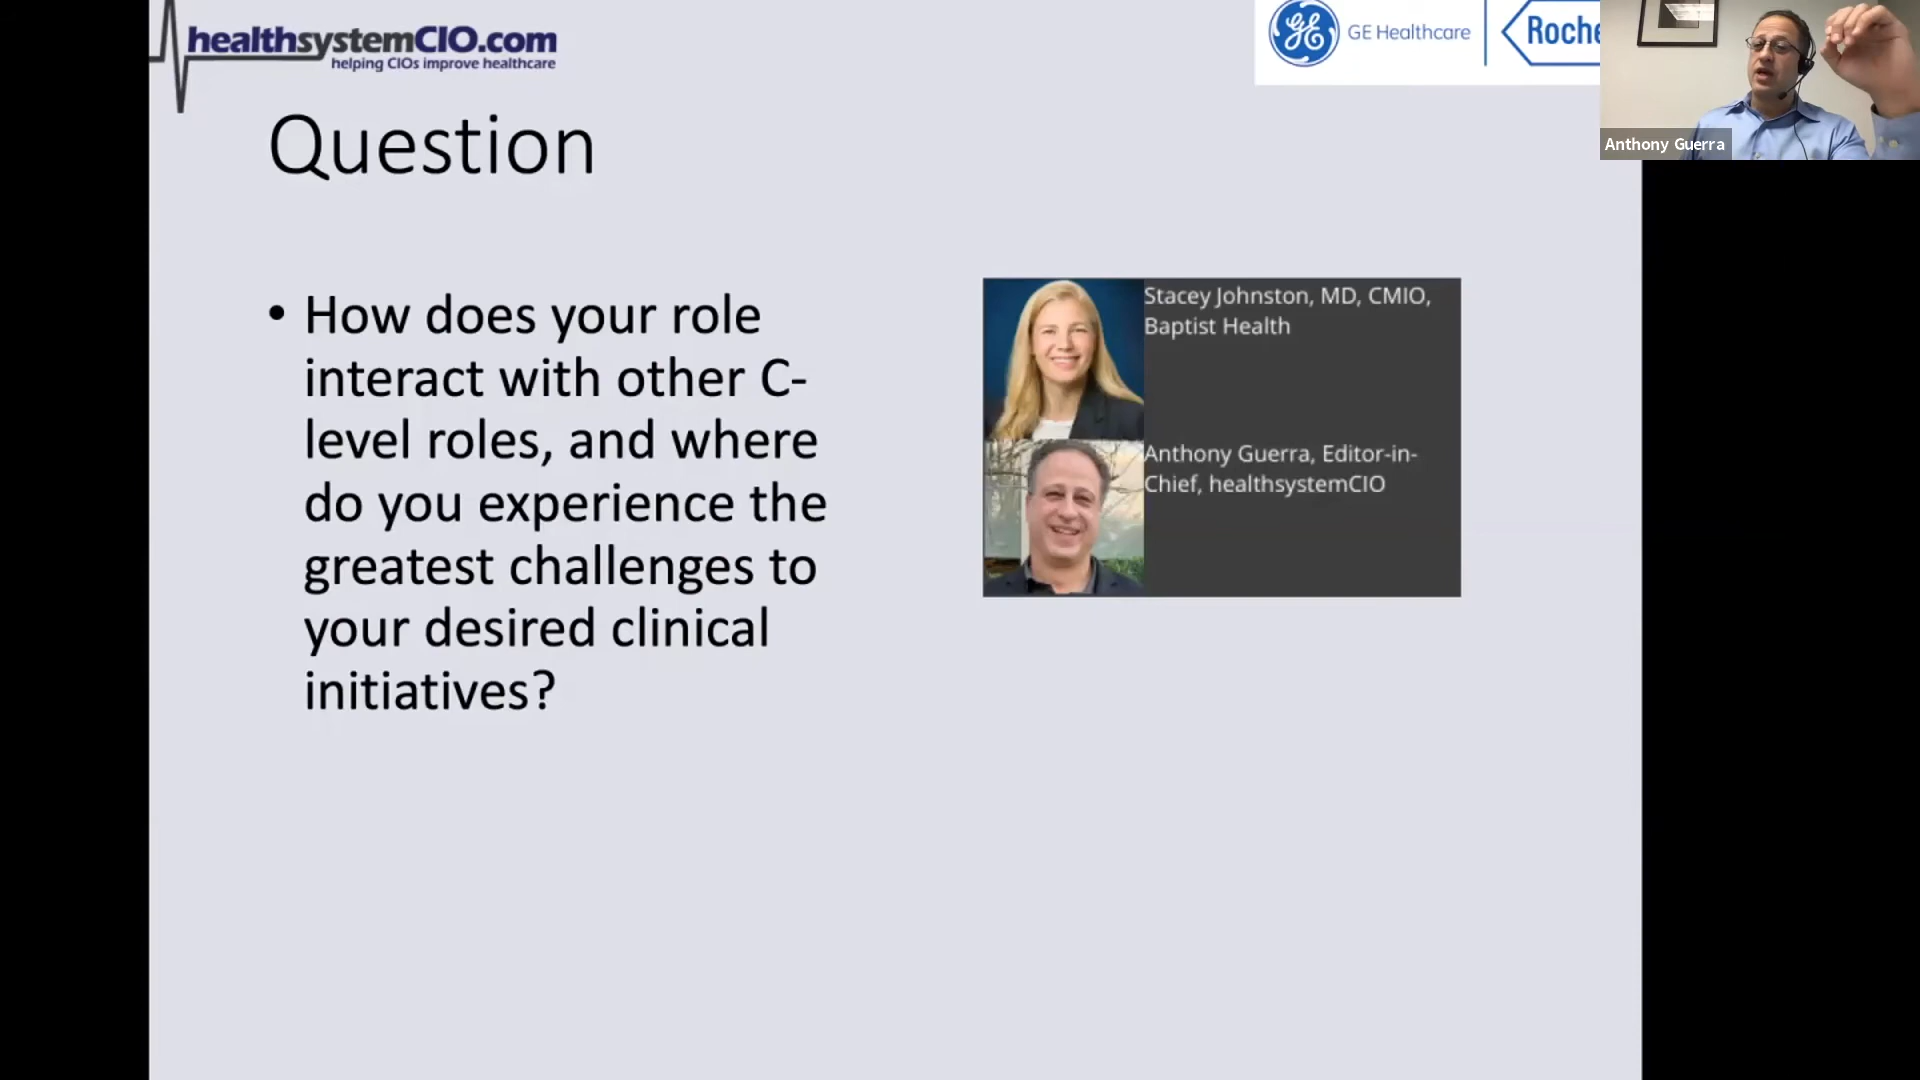 healthsystemCIO.com
helping CIOs improve healthcare
GE Healthcare
Roche
Anthony Guerra
Question
• How does your role
interact with other C-
level roles, and where
do you experience the
greatest challenges to
your desired clinical
initiatives?
Stacey Johnston, MD, CMIO,
Baptist Health
Anthony Guerra, Editor-in-
Chief, healthsystemCIO